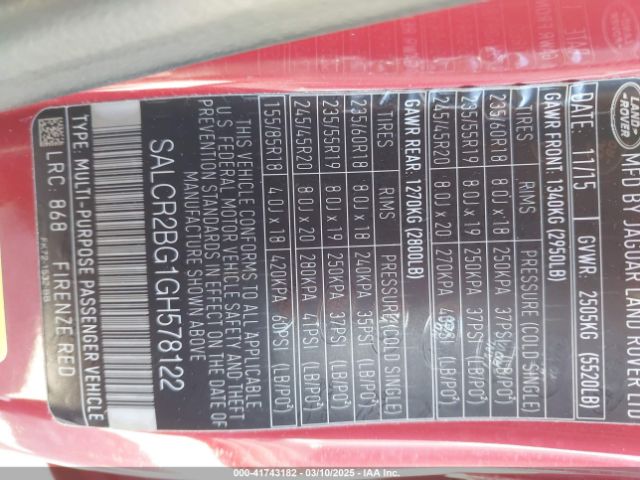 LAND
ROVER
MFD BY JAGUAR LAND ROVER LTD
DATE: 11/15 GVWR: 2505KG (5520LB)
GAWR FRONT: 1340KG (2950LB)
TIRES RIMS PRESSURE (COLD SINGLE)
235/60R18 8.0J x 18 250KPA 37PSI (LB/PO²)
235/55R19 8.0J x 19 250KPA 37PSI (LB/PO²)
245/45R20 8.0J x 20 270KPA (LB/PO²)
GAWR REAR: 1270KG (2800LB)
TIRES RIMS PRESSURE (COLD SINGLE)
235/60R18 8.0J x 18 240KPA 35PSI (LB/PO²)
235/55R19 8.0J x 19 250KPA 37PSI (LB/PO²)
245/45R20 8.0J x 20 280KPA 41PSI (LB/PO²)
155/85R18 4.0J x 18 420KPA 60PSI (LB/PO²)
THIS VEHICLE CONFORMS TO ALL APPLICABLE
U.S FEDERAL MOTOR VEHICLE SAFETY AND THEFT
PREVENTION STANDARDS IN EFFECT ON THE DATE OF
MANUFACTURE SHOWN ABOVE
SALCR2BG1GH578122
TYPE: MULTI-PURPOSE PASSENGER VEHICLE
LRC 868 FIRENZE RED
000-41743182 - 03/10/2025 - IAA Inc.